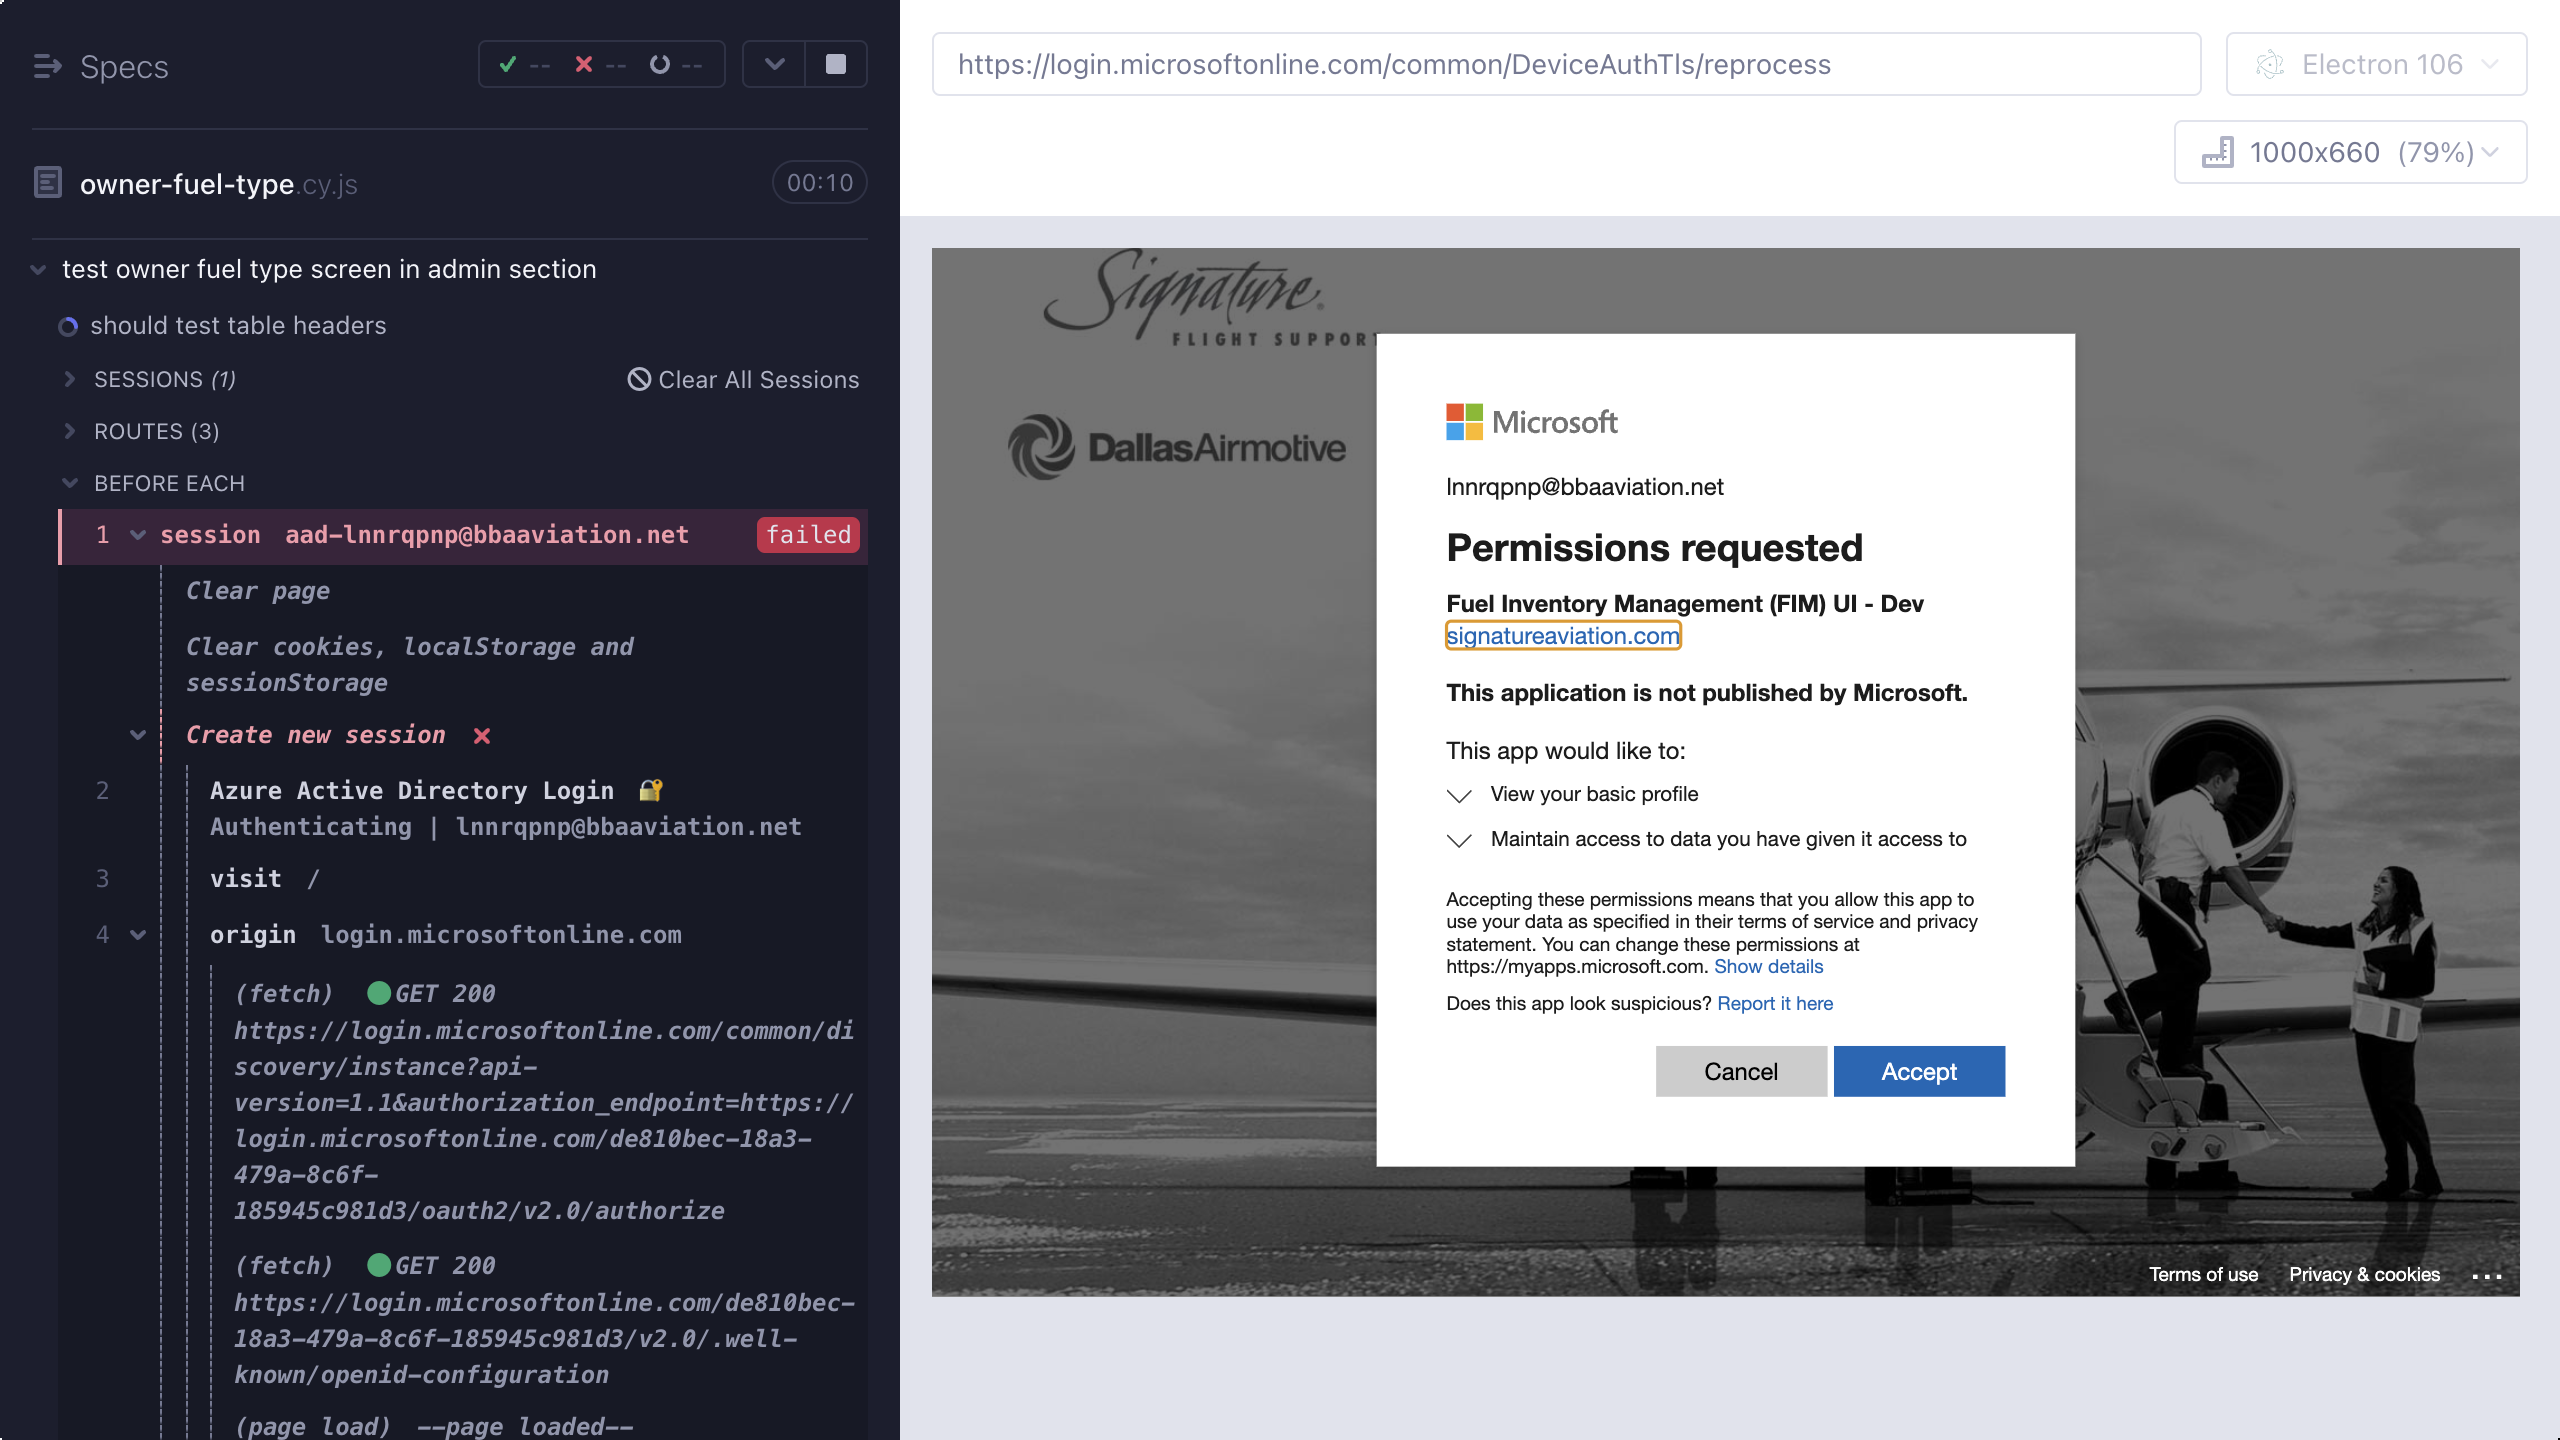 Specs
--
--
--
owner-fuel-type.cy.js
00:10
test owner fuel type screen in admin section
should test table headers
SESSIONS (1)
Clear All Sessions
ROUTES (3)
BEFORE EACH
1 session aad-lnnrqpnp@bbaaviation.net failed
Clear page
Clear cookies, localStorage and
sessionStorage
Create new session
2 Azure Active Directory Login
Authenticating | lnnrqpnp@bbaaviation.net
3 visit /
4 origin login.microsoftonline.com
(fetch) GET 200
https://login.microsoftonline.com/common/di
scovery/instance?api-
version=1.1&authorization_endpoint=https://
login.microsoftonline.com/de810bec-18a3-
479a-8c6f-
185945c981d3/oauth2/v2.0/authorize
(fetch) GET 200
https://login.microsoftonline.com/de810bec-
18a3-479a-8c6f-185945c981d3/v2.0/.well-
known/openid-configuration
(page load) --page loaded--
https://login.microsoftonline.com/common/DeviceAuthTls/reprocess
Electron 106
1000x660 (79%)
Signature®
FLIGHT SUPPORT
DallasAirmotive
Microsoft
lnnrqpnp@bbaaviation.net
Permissions requested
Fuel Inventory Management (FIM) UI - Dev
signatureaviation.com
This application is not published by Microsoft.
This app would like to:
View your basic profile
Maintain access to data you have given it access to
Accepting these permissions means that you allow this app to
use your data as specified in their terms of service and privacy
statement. You can change these permissions at
https://myapps.microsoft.com. Show details
Does this app look suspicious? Report it here
Cancel
Accept
Terms of use
Privacy & cookies
...